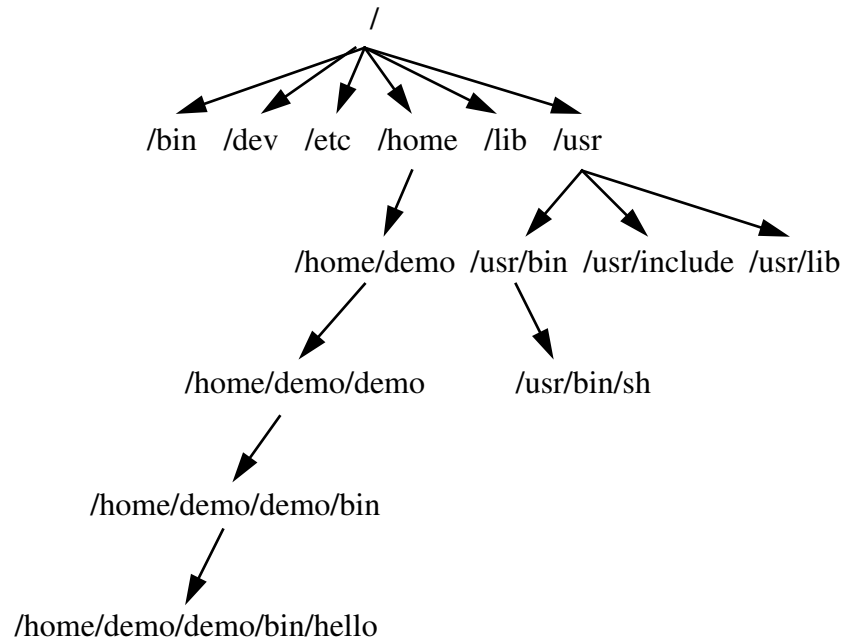 /
/bin /dev /etc /home /lib /usr
/home/demo /usr/bin /usr/include /usr/lib
/home/demo/demo /usr/bin/sh
/home/demo/demo/bin
/home/demo/demo/bin/hello